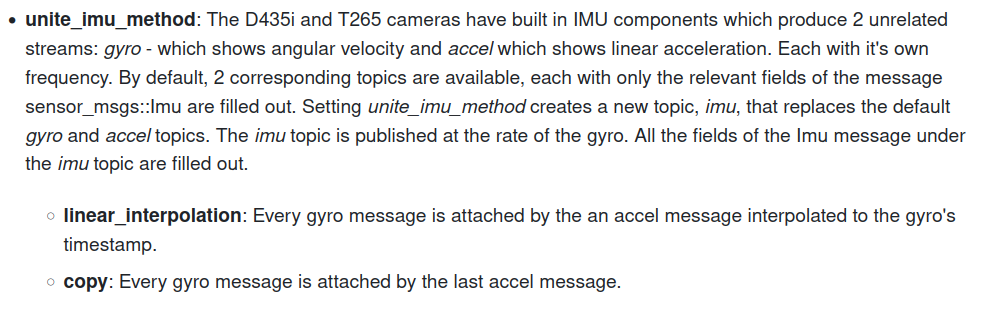 • unite_imu_method: The D435i and T265 cameras have built in IMU components which produce 2 unrelated
streams: gyro - which shows angular velocity and accel which shows linear acceleration. Each with it's own
frequency. By default, 2 corresponding topics are available, each with only the relevant fields of the message
sensor_msgs::Imu are filled out. Setting unite_imu_method creates a new topic, imu, that replaces the default
gyro and accel topics. The imu topic is published at the rate of the gyro. All the fields of the Imu message under
the imu topic are filled out.
◦ linear_interpolation: Every gyro message is attached by the an accel message interpolated to the gyro's
timestamp.
◦ copy: Every gyro message is attached by the last accel message.